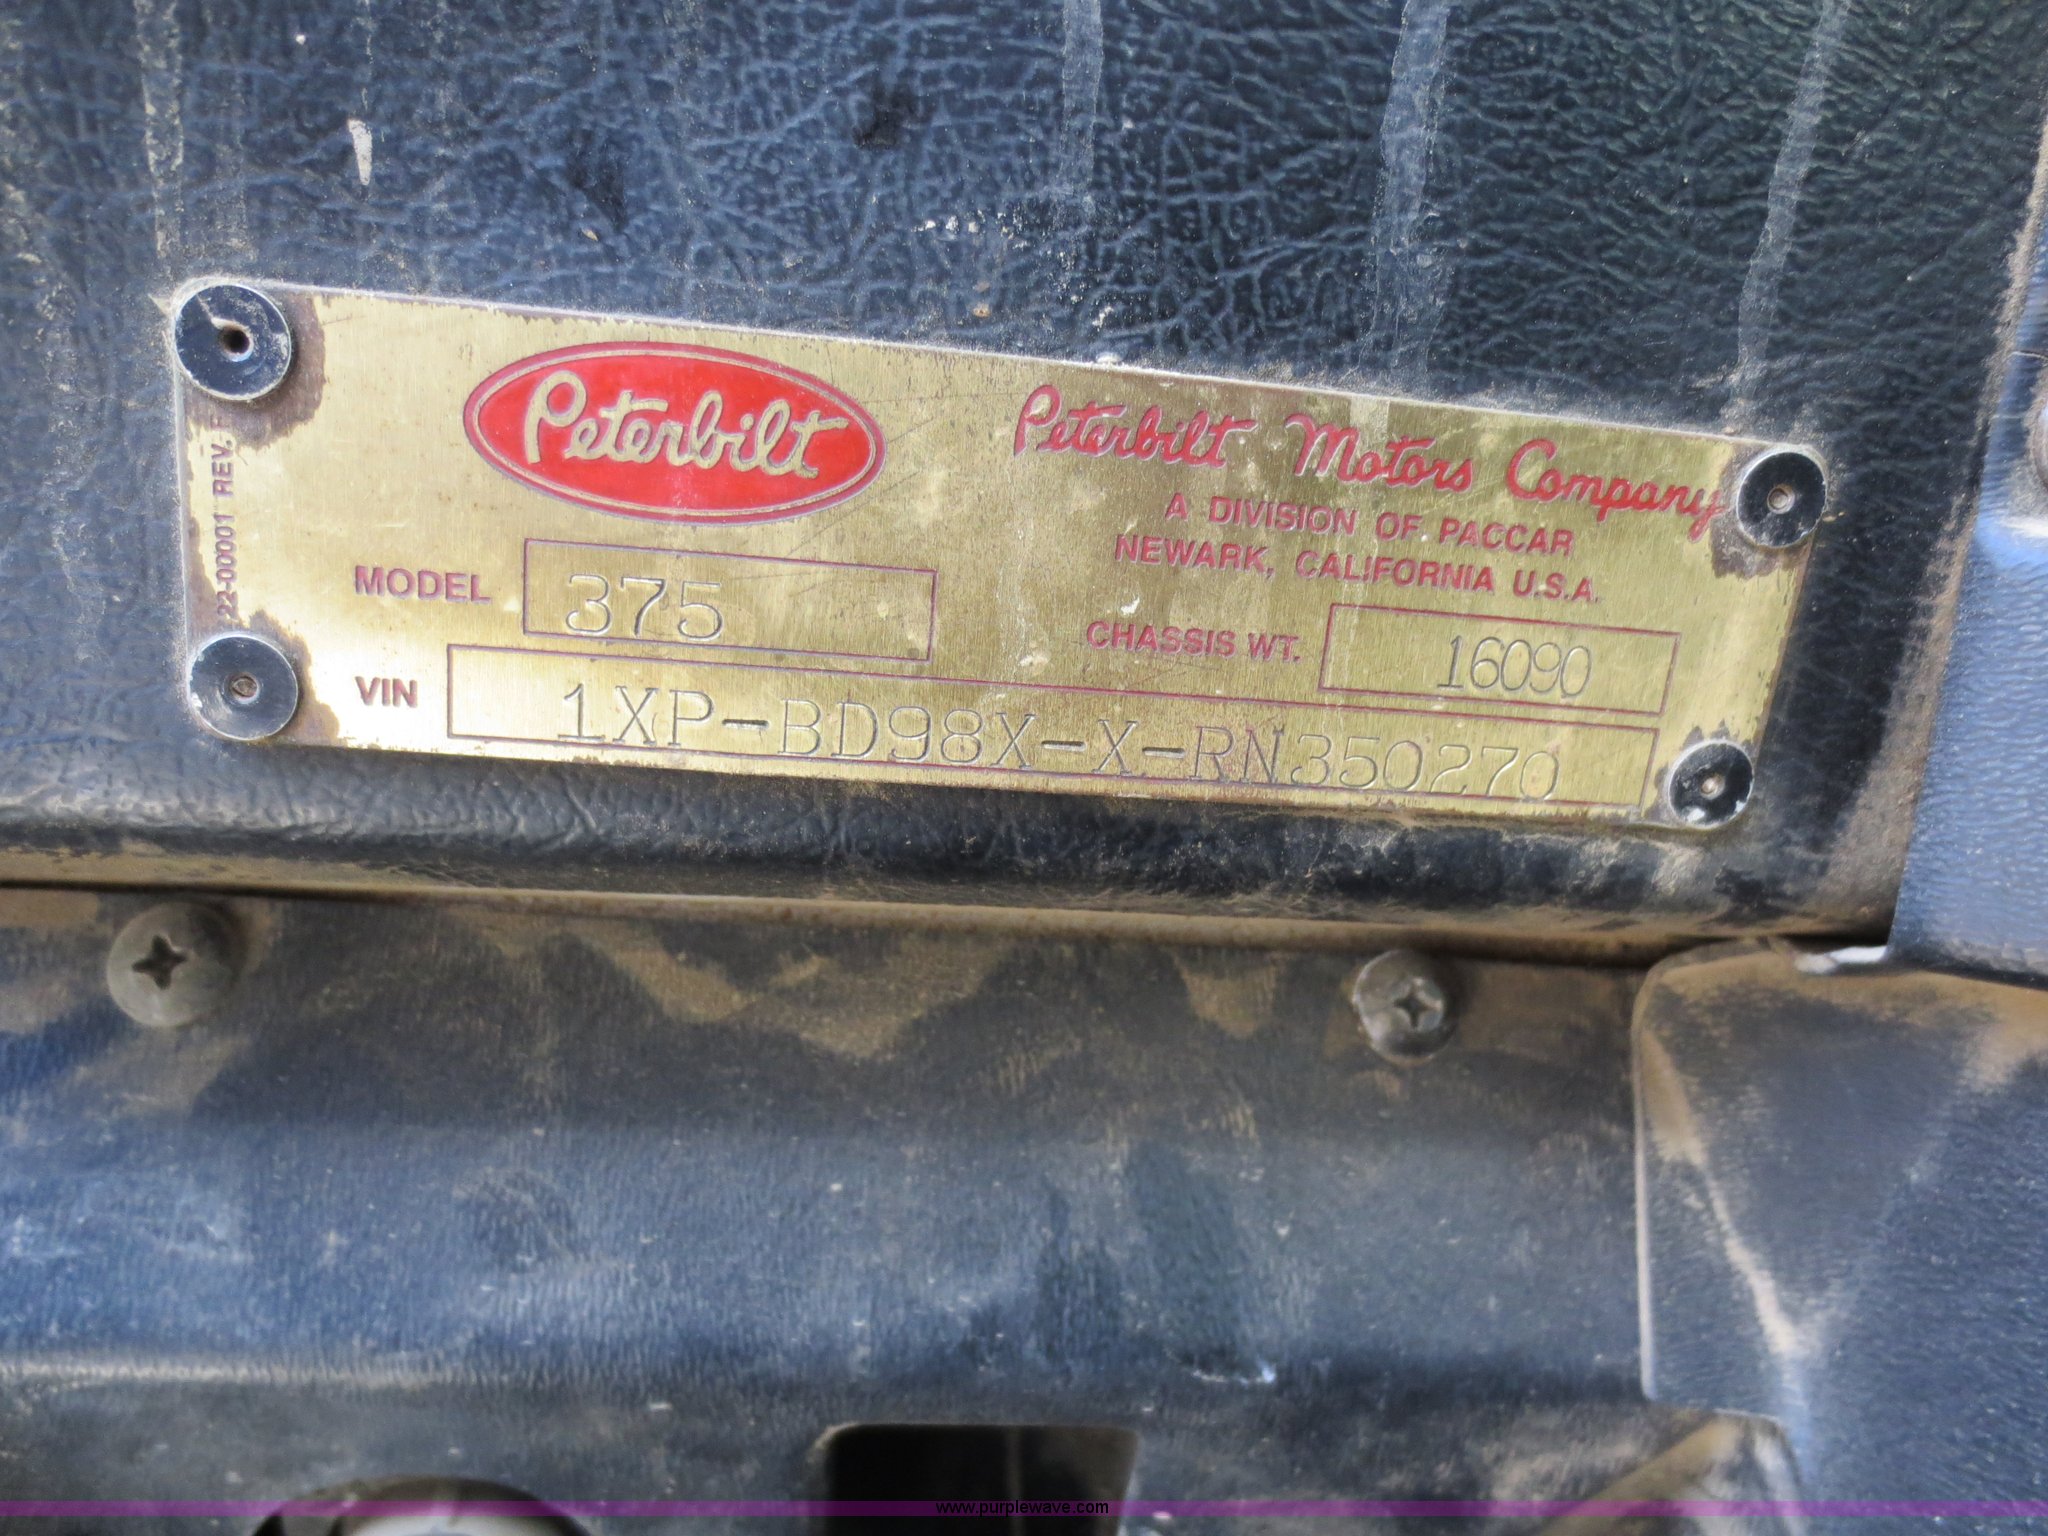 Peterbilt
Peterbilt Motors Company
A DIVISION OF PACCAR
NEWARK, CALIFORNIA U.S.A.
MODEL 375
CHASSIS WT. 16090
VIN 1XP-BD98X-X-RN350270
22-00001 REV.
www.purplewave.com